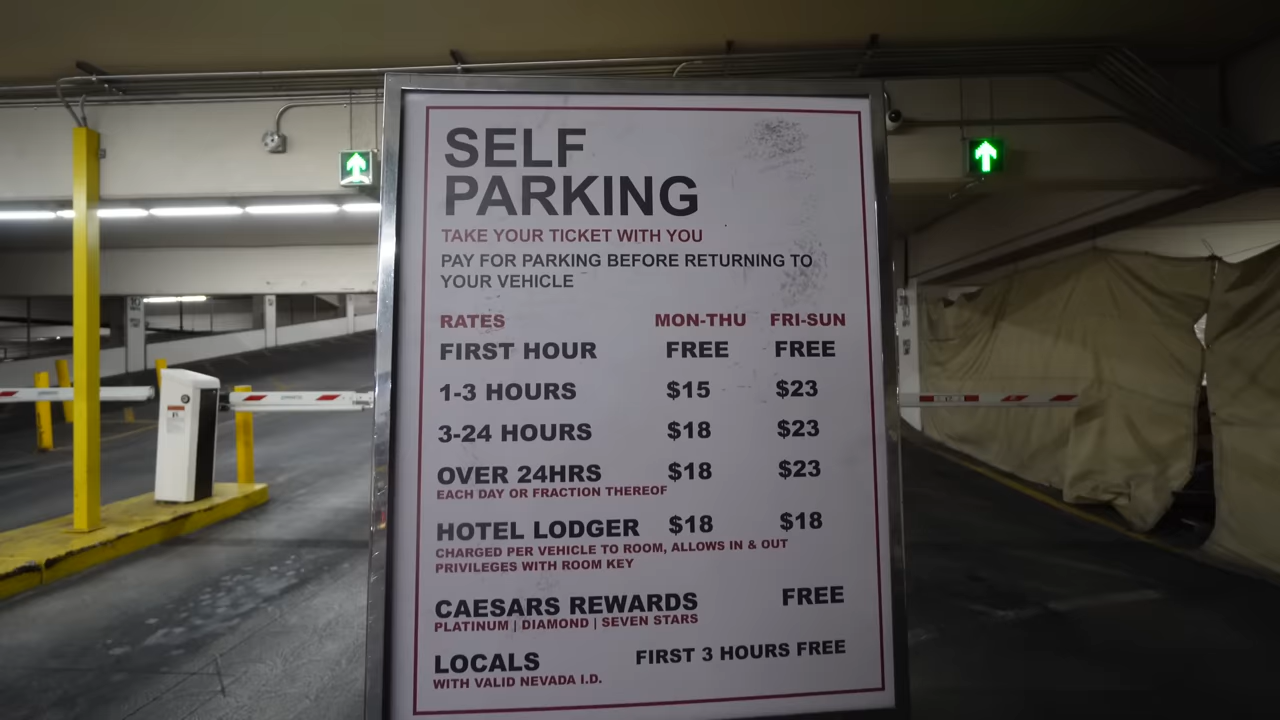 SELF
PARKING
TAKE YOUR TICKET WITH YOU
PAY FOR PARKING BEFORE RETURNING TO
YOUR VEHICLE
RATES MON-THU FRI-SUN
FIRST HOUR FREE FREE
1-3 HOURS $15 $23
3-24 HOURS $18 $23
OVER 24HRS $18 $23
EACH DAY OR FRACTION THEREOF
HOTEL LODGER $18 $18
CHARGED PER VEHICLE TO ROOM, ALLOWS IN & OUT
PRIVILEGES WITH ROOM KEY
CAESARS REWARDS FREE
PLATINUM | DIAMOND | SEVEN STARS
LOCALS FIRST 3 HOURS FREE
WITH VALID NEVADA I.D.